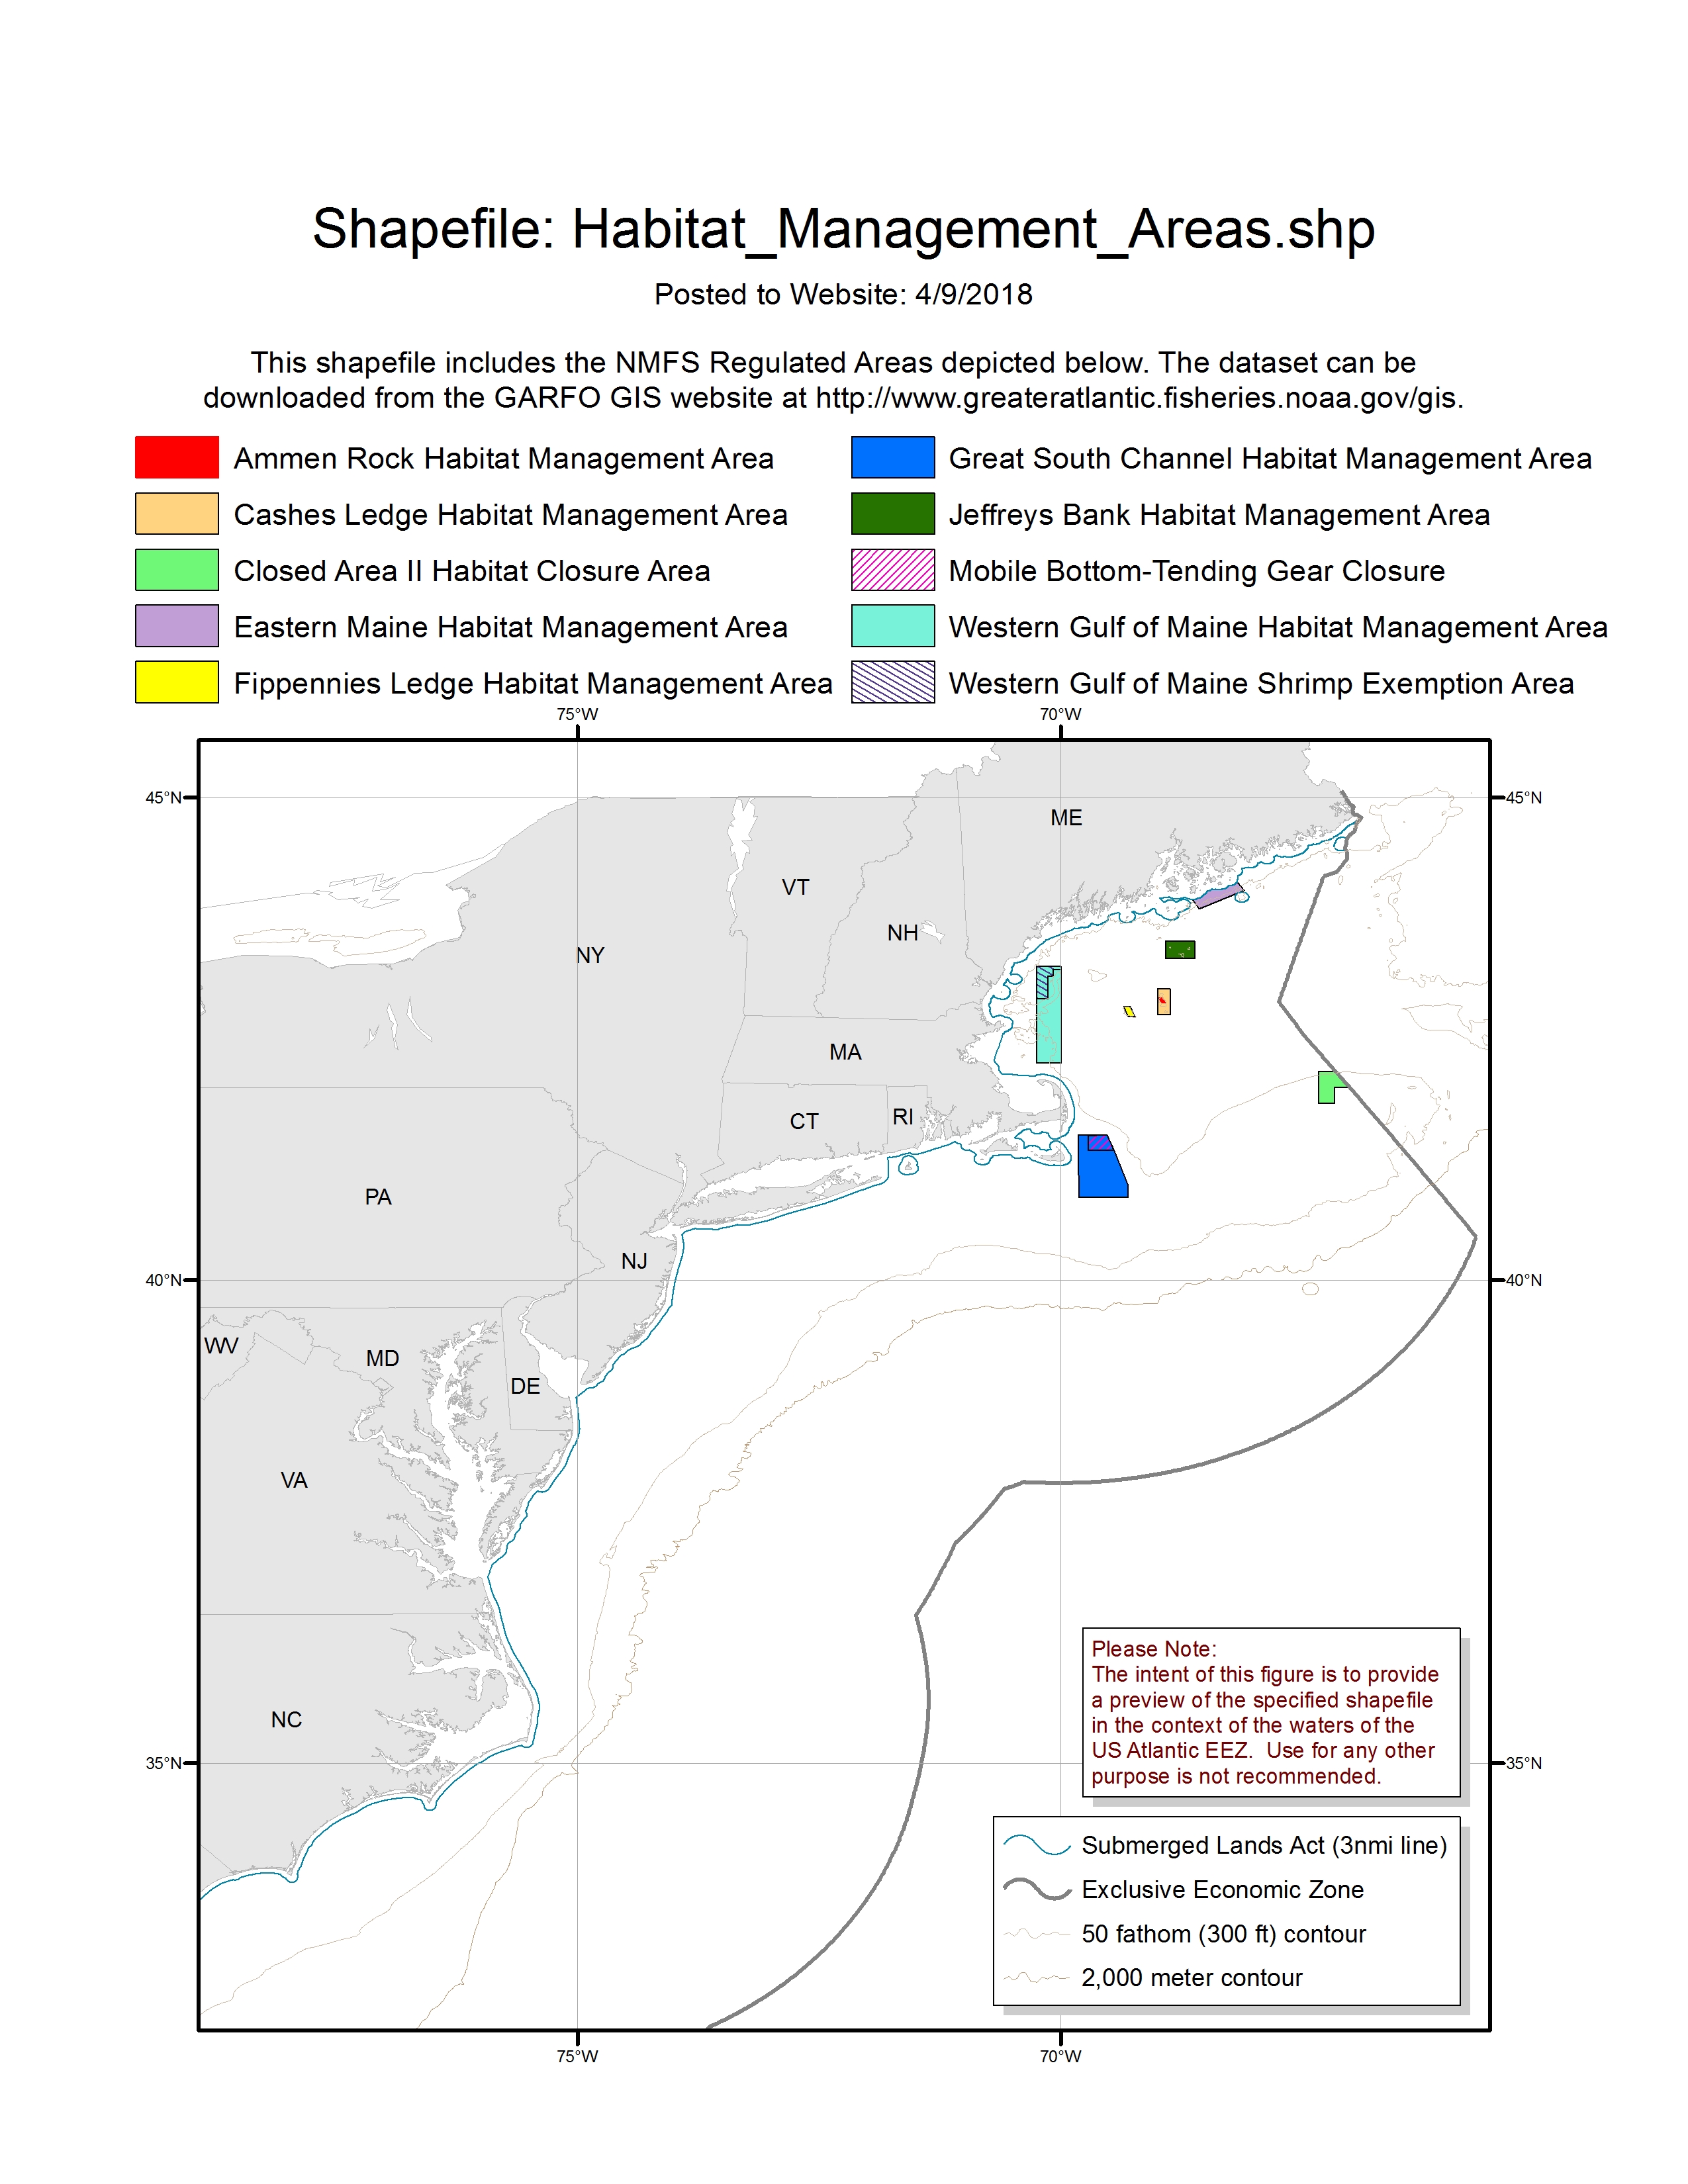 Shapefile: Habitat_Management_Areas.shp
Posted to Website: 4/9/2018
This shapefile includes the NMFS Regulated Areas depicted below. The dataset can be
downloaded from the GARFO GIS website at http://www.greateratlantic.fisheries.noaa.gov/gis.
Ammen Rock Habitat Management Area
Cashes Ledge Habitat Management Area
Closed Area II Habitat Closure Area
Eastern Maine Habitat Management Area
Fippennies Ledge Habitat Management Area
Great South Channel Habitat Management Area
Jeffreys Bank Habitat Management Area
Mobile Bottom-Tending Gear Closure
Western Gulf of Maine Habitat Management Area
Western Gulf of Maine Shrimp Exemption Area
75°W
70°W
45°N
45°N
ME
VT
NH
NY
MA
CT
RI
PA
NJ
40°N
40°N
WV
MD
DE
VA
NC
35°N
35°N
Please Note:
The intent of this figure is to provide
a preview of the specified shapefile
in the context of the waters of the
US Atlantic EEZ.  Use for any other
purpose is not recommended.
Submerged Lands Act (3nmi line)
Exclusive Economic Zone
50 fathom (300 ft) contour
2,000 meter contour
75°W
70°W